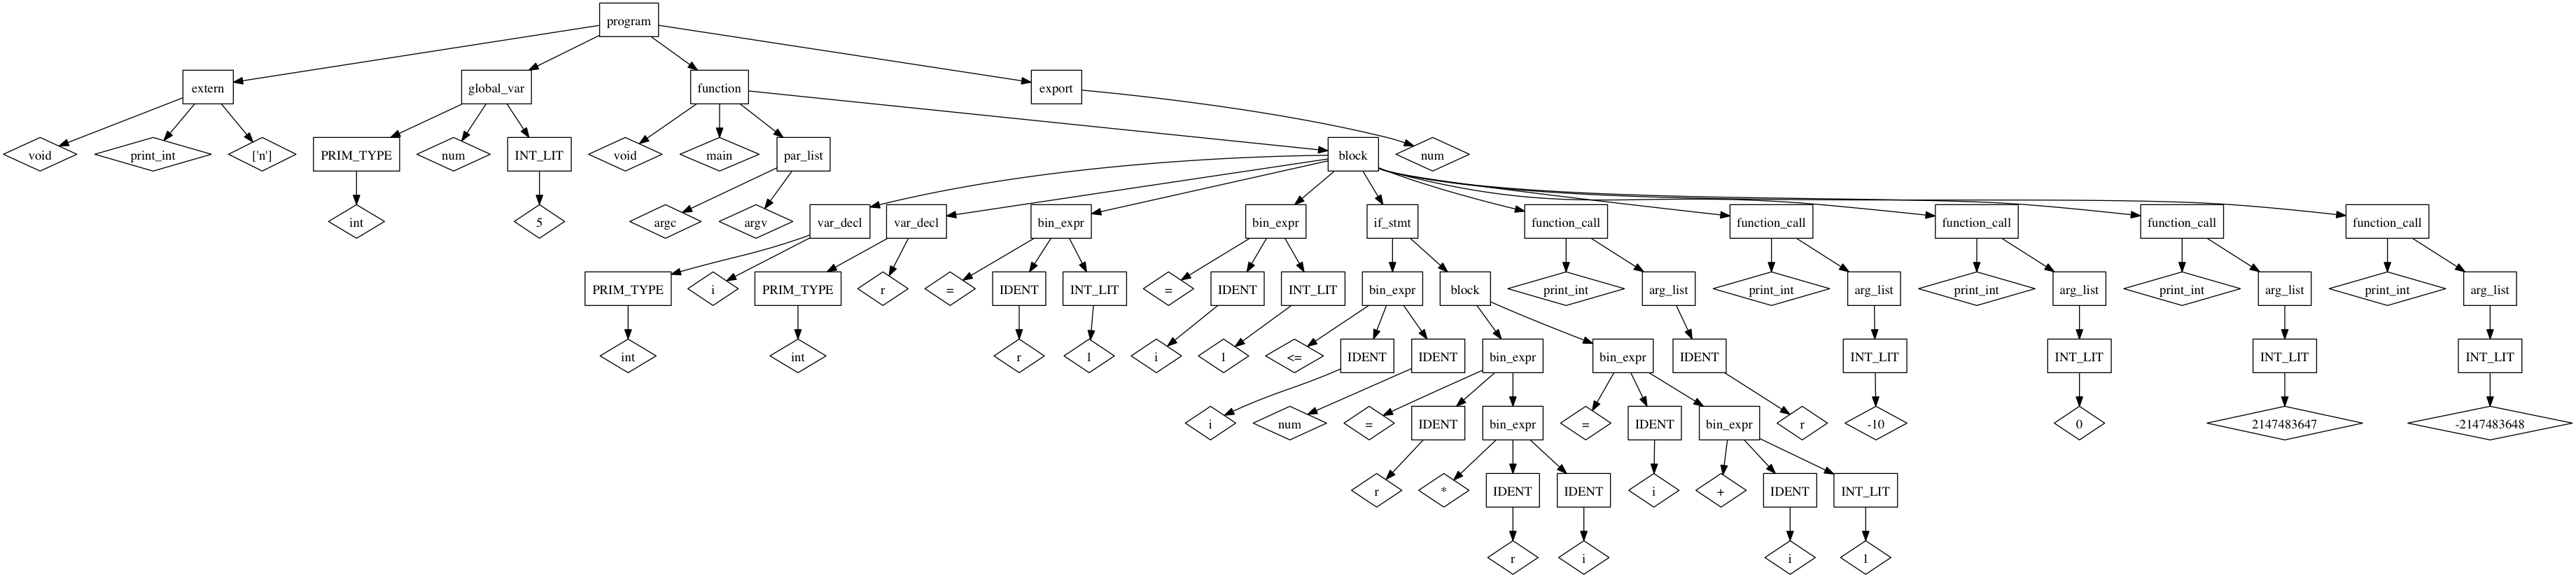 program
extern global_var function export
void print_int ['n'] PRIM_TYPE num INT_LIT void main par_list block num
int 5 argc argv var_decl var_decl bin_expr bin_expr if_stmt function_call function_call function_call function_call function_call
PRIM_TYPE i PRIM_TYPE r = IDENT INT_LIT = IDENT INT_LIT bin_expr block print_int arg_list print_int arg_list print_int arg_list print_int arg_list print_int arg_list
int int r 1 i 1 <= IDENT IDENT bin_expr bin_expr IDENT INT_LIT INT_LIT INT_LIT INT_LIT
i num = IDENT bin_expr = IDENT bin_expr r -10 0 2147483647 -2147483648
r * IDENT IDENT i + IDENT INT_LIT
r i i 1